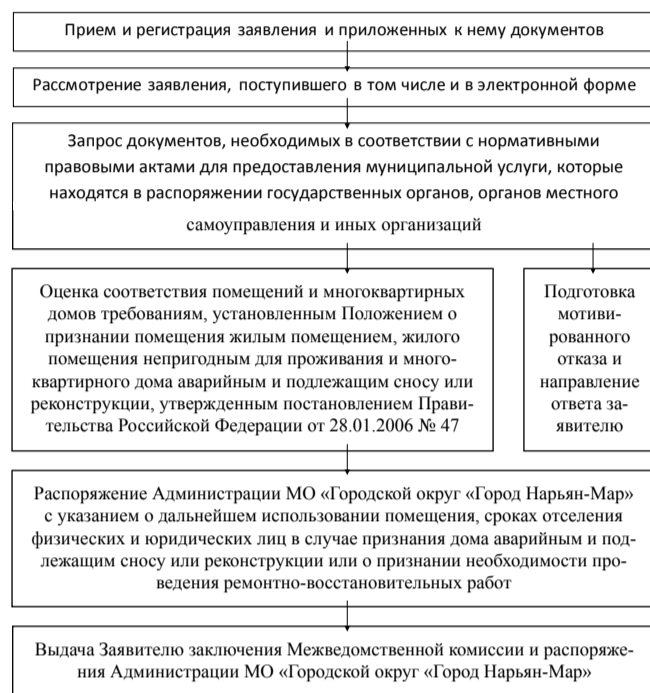 Прием и регистрация заявления и приложенных к нему документов
Рассмотрение заявления, поступившего в том числе и в электронной форме
Запрос документов, необходимых в соответствии с нормативными
правовыми актами для предоставления муниципальной услуги, которые
находятся в распоряжении государственных органов, органов местного
самоуправления и иных организаций
Оценка соответствия помещений и многоквартирных
домов требованиям, установленным Положением о
признании помещения жилым помещением, жилого
помещения непригодным для проживания и много-
квартирного дома аварийным и подлежащим сносу или
реконструкции, утвержденным постановлением Прави-
тельства Российской Федерации от 28.01.2006 № 47
Подготовка
мотиви-
рованного
отказа и
направление
ответа за-
явителю
Распоряжение Администрации МО «Городской округ «Город Нарьян-Мар»
с указанием о дальнейшем использовании помещения, сроках отселения
физических и юридических лиц в случае признания дома аварийным и под-
лежащим сносу или реконструкции или о признании необходимости про-
ведения ремонтно-восстановительных работ
Выдача Заявителю заключения Межведомственной комиссии и распоряже-
ния Администрации МО «Городской округ «Город Нарьян-Мар»